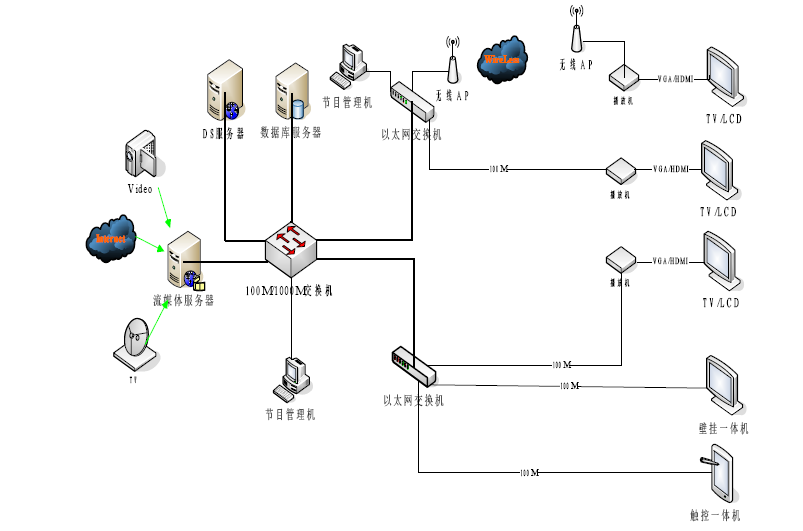 无线 AP
WireLess
无线 AP
VGA/HDMI
播放机
TV/LCD
节目管理机
DS服务器
数据库服务器
以太网交换机
100M
VGA/HDMI
播放机
TV/LCD
Video
Internet
流媒体服务器
100M/1000M交换机
VGA/HDMI
播放机
TV/LCD
TV
100M
100M
以太网交换机
节目管理机
壁挂一体机
100M
触控一体机